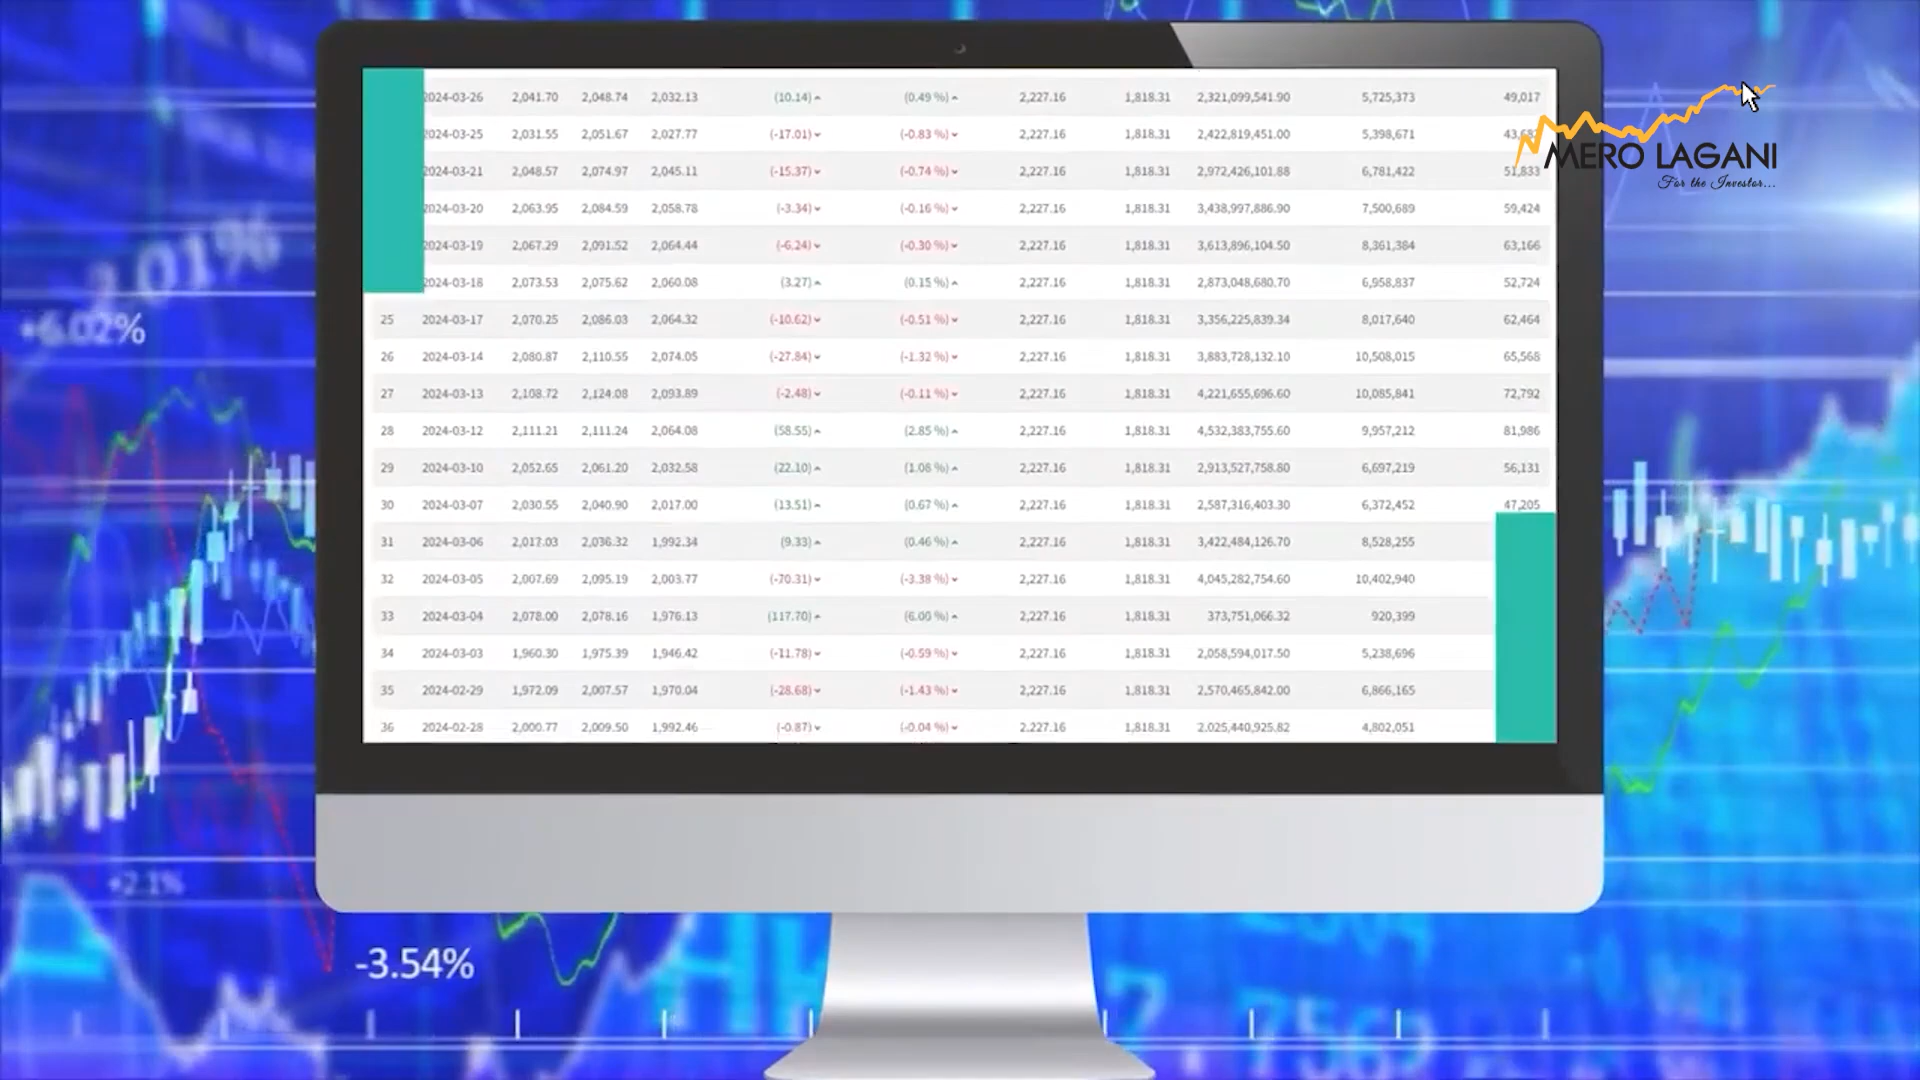 2024-03-26 2,041.70 2,048.74 2,032.13 (10.14) (0.49 %) 2,227.16 1,818.31 2,321,099,541.90 5,725,373 49,017
2024-03-25 2,031.55 2,051.67 2,027.77 (-17.01) (-0.83 %) 2,227.16 1,818.31 2,422,819,451.00 5,398,671
2024-03-21 2,048.57 2,074.97 2,045.11 (-15.37) (-0.74 %) 2,227.16 1,818.31 2,972,426,101.88 6,781,422 51,833
2024-03-20 2,063.95 2,084.59 2,058.78 (-3.34) (-0.16 %) 2,227.16 1,818.31 3,438,997,886.90 7,500,689 59,424
2024-03-19 2,067.29 2,091.52 2,064.44 (-6.24) (-0.30 %) 2,227.16 1,818.31 3,613,896,104.50 8,361,384 63,166
2024-03-18 2,073.53 2,075.62 2,060.08 (3.27) (0.15 %) 2,227.16 1,818.31 2,873,048,680.70 6,958,837 52,724
25 2024-03-17 2,070.25 2,086.03 2,064.32 (-10.62) (-0.51 %) 2,227.16 1,818.31 3,356,225,839.34 8,017,640 62,464
26 2024-03-14 2,080.87 2,110.55 2,074.05 (-27.84) (-1.32 %) 2,227.16 1,818.31 3,883,728,132.10 10,508,015 65,568
27 2024-03-13 2,108.72 2,124.08 2,093.89 (-2.48) (-0.11 %) 2,227.16 1,818.31 4,221,655,696.60 10,085,841 72,792
28 2024-03-12 2,111.21 2,111.24 2,064.08 (58.55) (2.85 %) 2,227.16 1,818.31 4,532,383,755.60 9,957,212 81,986
29 2024-03-10 2,052.65 2,061.20 2,032.58 (22.10) (1.08 %) 2,227.16 1,818.31 2,913,527,758.80 6,697,219 56,131
30 2024-03-07 2,030.55 2,040.90 2,017.00 (13.51) (0.67 %) 2,227.16 1,818.31 2,587,316,403.30 6,372,452 47,205
31 2024-03-06 2,017.03 2,036.32 1,992.34 (9.33) (0.46 %) 2,227.16 1,818.31 3,422,484,126.70 8,528,255
32 2024-03-05 2,007.69 2,095.19 2,003.77 (-70.31) (-3.38 %) 2,227.16 1,818.31 4,045,282,754.60 10,402,940
33 2024-03-04 2,078.00 2,078.16 1,976.13 (117.70) (6.00 %) 2,227.16 1,818.31 373,751,066.32 920,399
34 2024-03-03 1,960.30 1,975.39 1,946.42 (-11.78) (-0.59 %) 2,227.16 1,818.31 2,058,594,017.50 5,238,696
35 2024-02-29 1,972.09 2,007.57 1,970.04 (-28.68) (-1.43 %) 2,227.16 1,818.31 2,570,465,842.00 6,866,165
36 2024-02-28 2,000.77 2,009.50 1,992.46 (-0.87) (-0.04 %) 2,227.16 1,818.31 2,025,440,925.82 4,802,051
MERO LAGANI
For the Investor...
2.01%
+6.02%
+2.1%
-3.54%